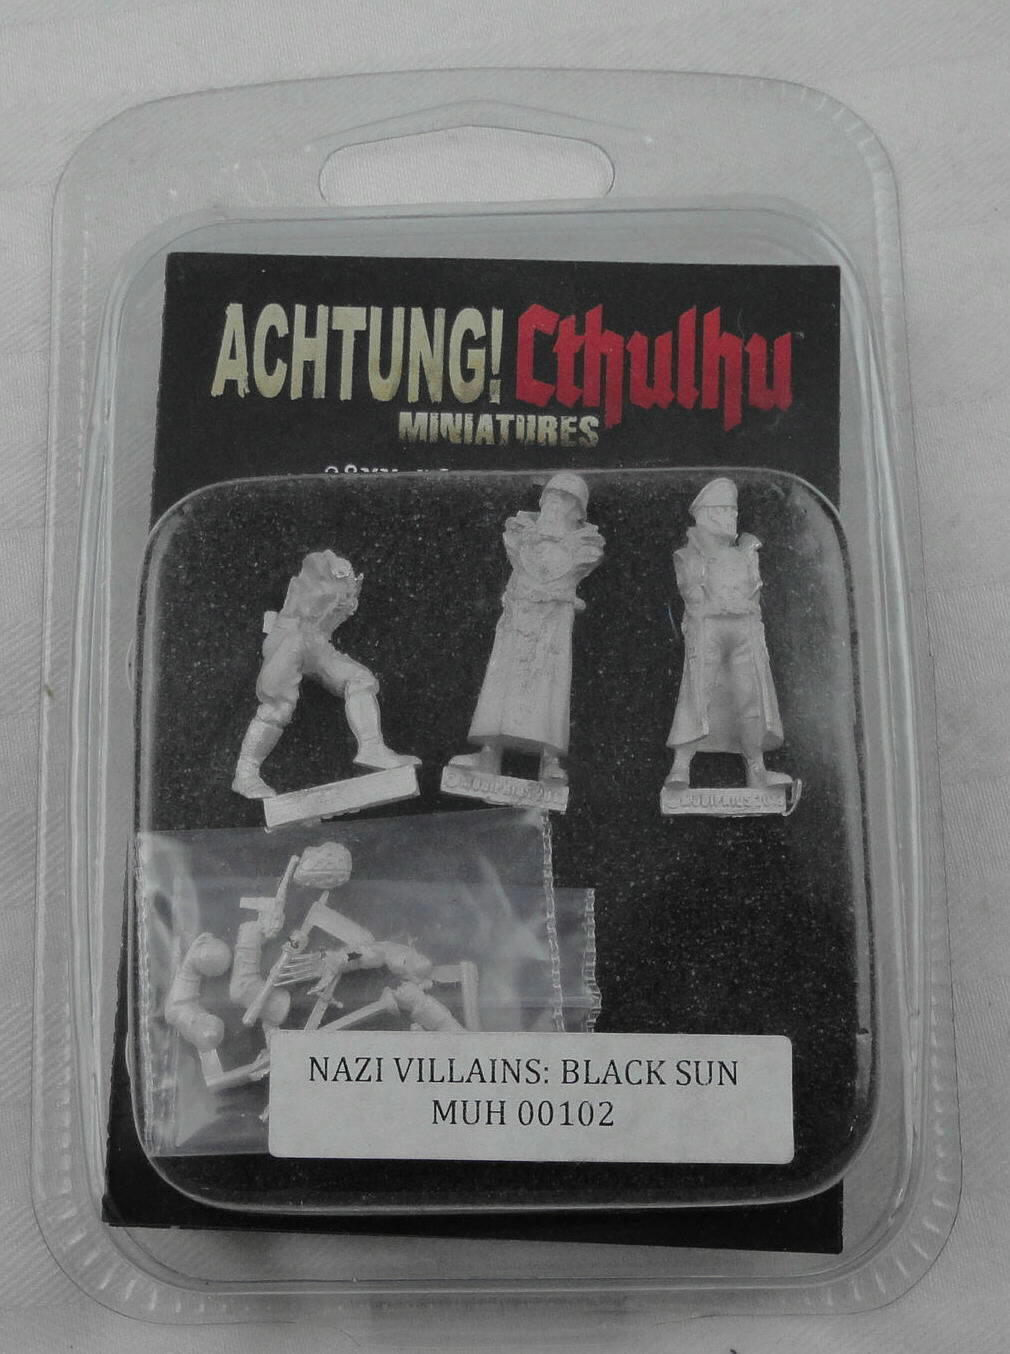 ACHTUNG! Cthulhu
MINIATURES
NAZI VILLAINS: BLACK SUN
MUH 00102